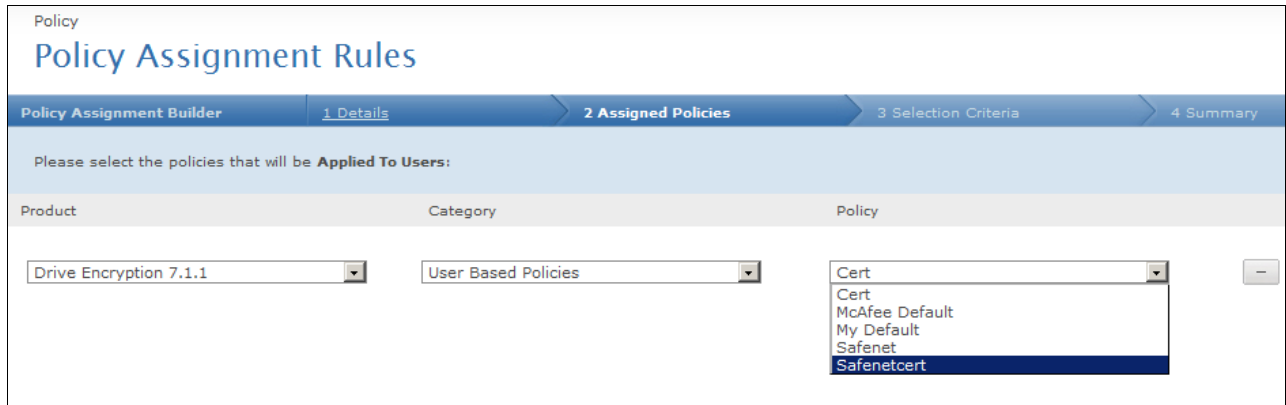 Policy
Policy Assignment Rules
Policy Assignment Builder 1 Details 2 Assigned Policies 3 Selection Criteria 4 Summary
Please select the policies that will be Applied To Users:
Product Category Policy
Drive Encryption 7.1.1 User Based Policies Cert
Cert
McAfee Default
My Default
Safenet
Safenetcert